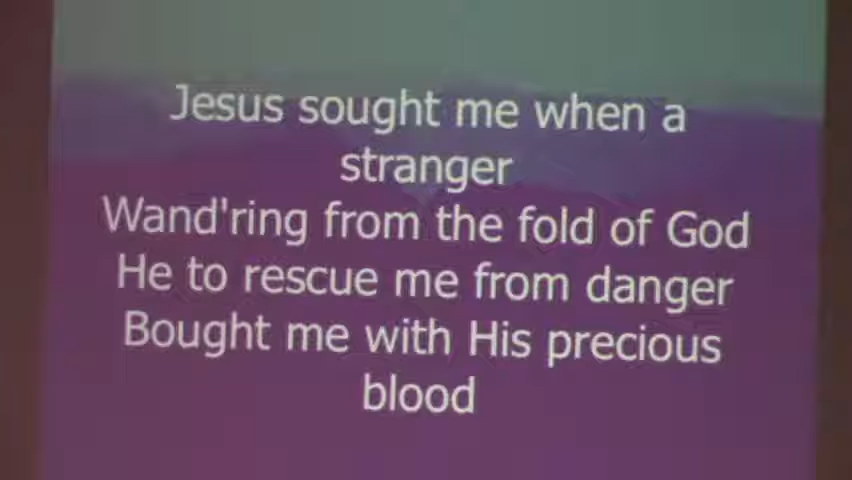 Jesus sought me when a
stranger
Wand'ring from the fold of God
He to rescue me from danger
Bought me with His precious
blood